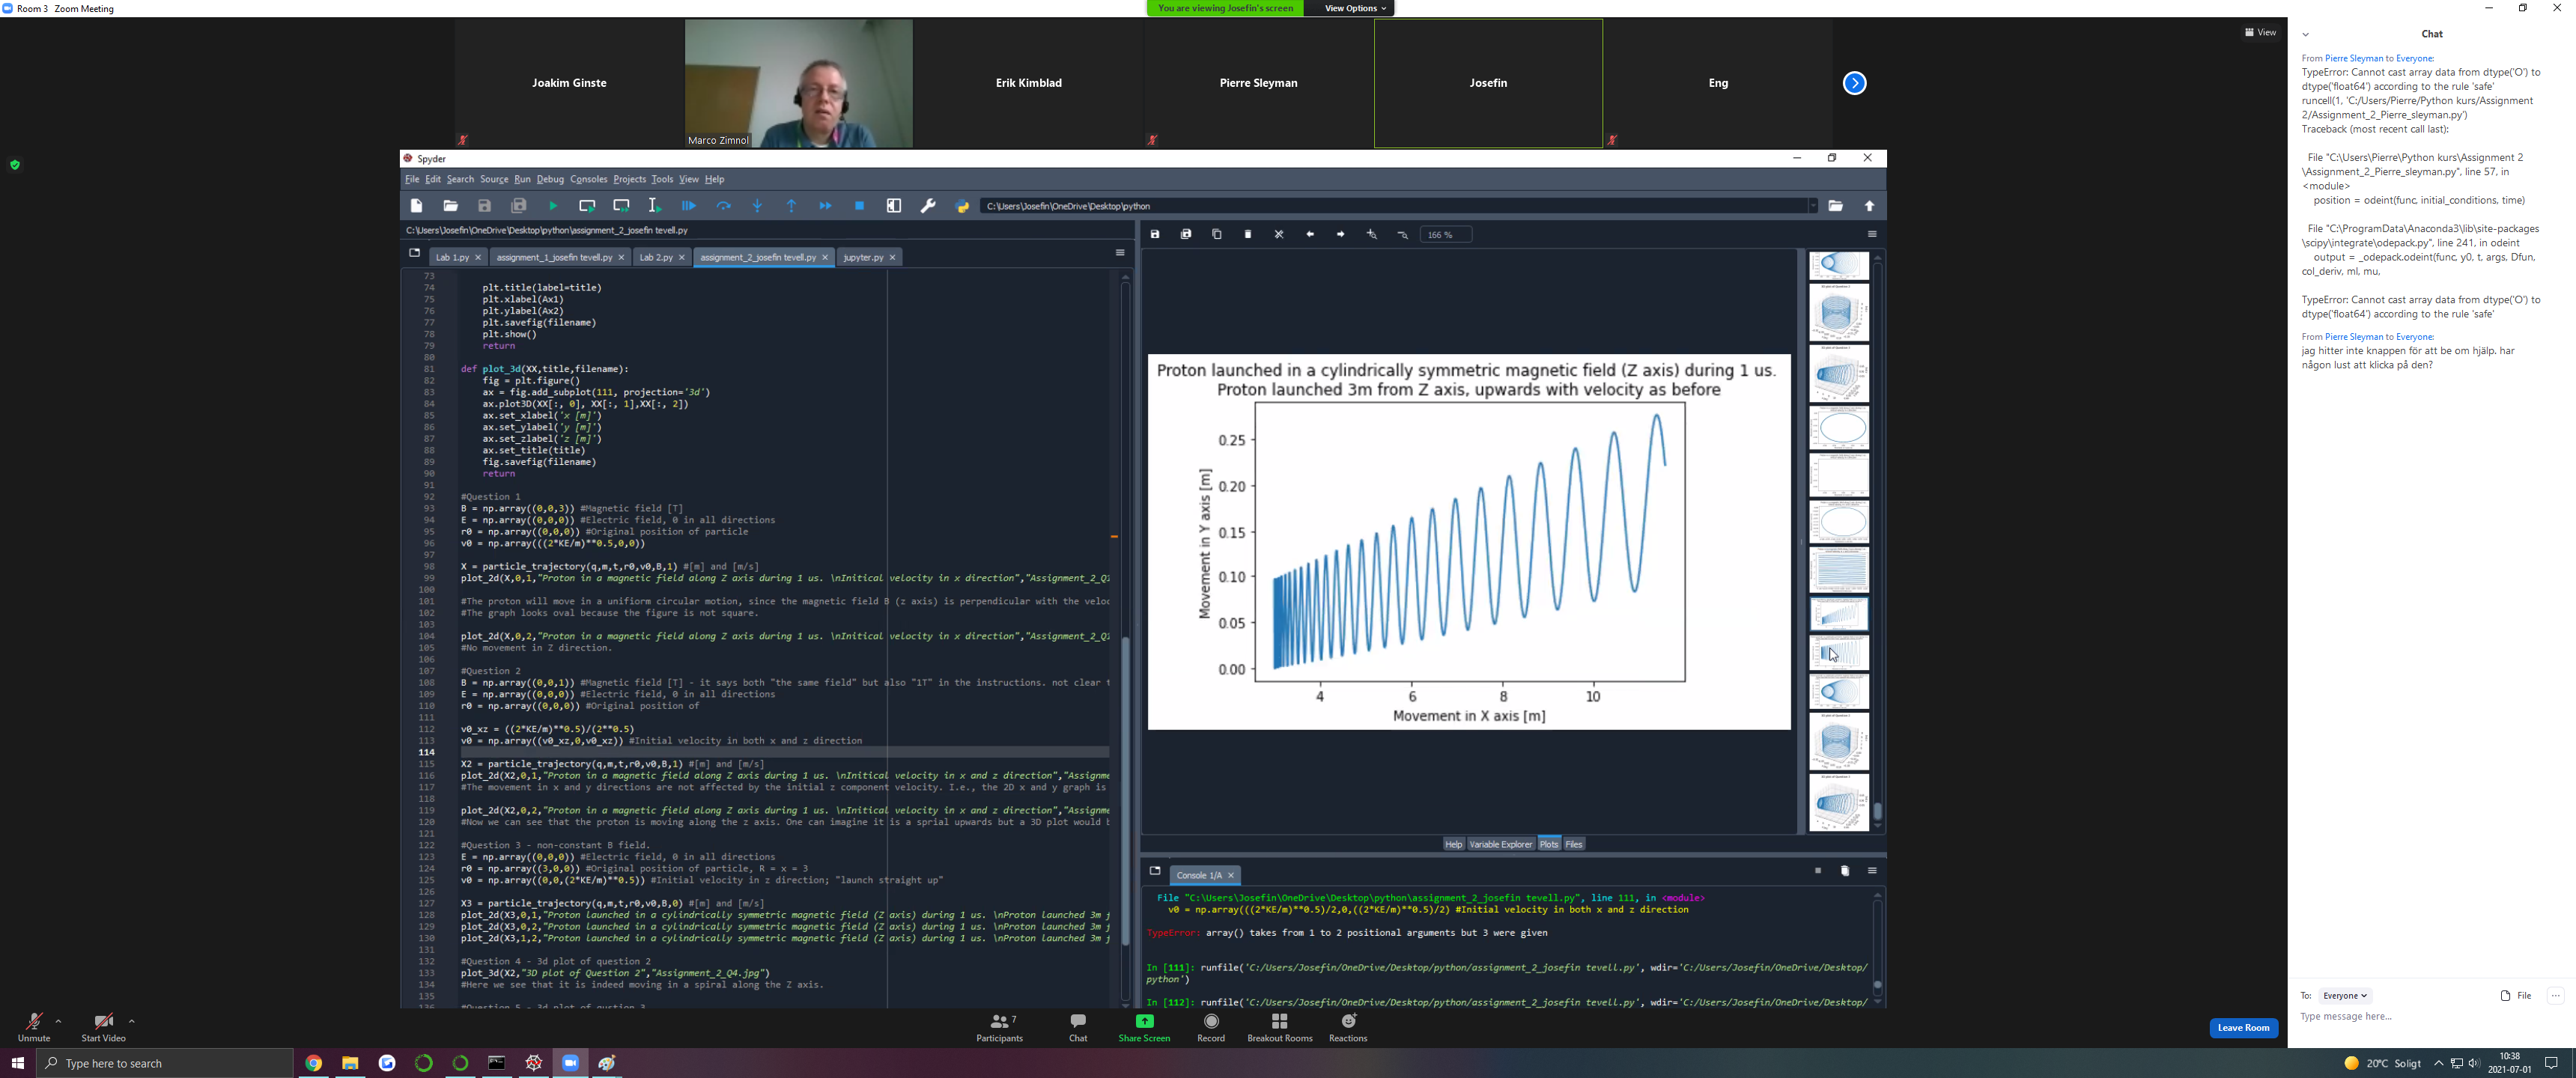 Room 3 Zoom Meeting
You are viewing Josefin's screen
View Options
View
Joakim Ginste
Marco Zimnol
Erik Kimblad
Pierre Sleyman
Josefin
Eng
Spyder
File Edit Search Source Run Debug Consoles Projects Tools View Help
C:\Users\Josefin\OneDrive\Desktop\python
C:\Users\Josefin\OneDrive\Desktop\python\assignment_2_josefin tevell.py
Lab 1.py
assignment_1_josefin tevell.py
Lab 2.py
assignment_2_josefin tevell.py
jupyter.py
73
74 plt.title(label=title)
75 plt.xlabel(Ax1)
76 plt.ylabel(Ax2)
77 plt.savefig(filename)
78 plt.show()
79 return
80
81 def plot_3d(XX,title,filename):
82 fig = plt.figure()
83 ax = fig.add_subplot(111, projection='3d')
84 ax.plot3D(XX[:, 0], XX[:, 1],XX[:, 2])
85 ax.set_xlabel('x [m]')
86 ax.set_ylabel('y [m]')
87 ax.set_zlabel('z [m]')
88 ax.set_title(title)
89 fig.savefig(filename)
90 return
91
92 #Question 1
93 B = np.array((0,0,3)) #Magnetic field [T]
94 E = np.array((0,0,0)) #Electric field, 0 in all directions
95 r0 = np.array((0,0,0)) #Original position of particle
96 v0 = np.array(((2*KE/m)**0.5,0,0))
97
98 X = particle_trajectory(q,m,t,r0,v0,B,1) #[m] and [m/s]
99 plot_2d(X,0,1,"Proton in a magnetic field along Z axis during 1 us. \nInitical velocity in x direction","Assignment_2_Q1
100
101 #The proton will move in a unifiorm circular motion, since the magnetic field B (z axis) is perpendicular with the veloc
102 #The graph looks oval because the figure is not square.
103
104 plot_2d(X,0,2,"Proton in a magnetic field along Z axis during 1 us. \nInitical velocity in x direction","Assignment_2_Q1
105 #No movement in Z direction.
106
107 #Question 2
108 B = np.array((0,0,1)) #Magnetic field [T] - it says both "the same field" but also "1T" in the instructions. not clear t
109 E = np.array((0,0,0)) #Electric field, 0 in all directions
110 r0 = np.array((0,0,0)) #Original position of
111
112 v0_xz = ((2*KE/m)**0.5)/(2**0.5)
113 v0 = np.array((v0_xz,0,v0_xz)) #Initial velocity in both x and z direction
114
115 X2 = particle_trajectory(q,m,t,r0,v0,B,1) #[m] and [m/s]
116 plot_2d(X2,0,1,"Proton in a magnetic field along Z axis during 1 us. \nInitical velocity in x and z direction","Assignme
117 #The movement in x and y directions are not affected by the initial z component velocity. I.e., the 2D x and y graph is
118
119 plot_2d(X2,0,2,"Proton in a magnetic field along Z axis during 1 us. \nInitical velocity in x and z direction","Assignme
120 #Now we can see that the proton is moving along the z axis. One can imagine it is a sprial upwards but a 3D plot would b
121
122 #Question 3 - non-constant B field.
123 E = np.array((0,0,0)) #Electric field, 0 in all directions
124 r0 = np.array((3,0,0)) #Original position of particle, R = x = 3
125 v0 = np.array((0,0,(2*KE/m)**0.5)) #Initial velocity in z direction; "launch straight up"
126
127 X3 = particle_trajectory(q,m,t,r0,v0,B,0) #[m] and [m/s]
128 plot_2d(X3,0,1,"Proton launched in a cylindrically symmetric magnetic field (Z axis) during 1 us. \nProton launched 3m f
129 plot_2d(X3,0,2,"Proton launched in a cylindrically symmetric magnetic field (Z axis) during 1 us. \nProton launched 3m f
130 plot_2d(X3,1,2,"Proton launched in a cylindrically symmetric magnetic field (Z axis) during 1 us. \nProton launched 3m f
131
132 #Question 4 - 3d plot of question 2
133 plot_3d(X2,"3D plot of Question 2","Assignment_2_Q4.jpg")
134 #Here we see that it is indeed moving in a spiral along the Z axis.
135
136 #Question 5 - 3d plot of question 3
166 %
Proton launched in a cylindrically symmetric magnetic field (Z axis) during 1 us.
Proton launched 3m from Z axis, upwards with velocity as before
Movement in Y axis [m]
0.25
0.20
0.15
0.10
0.05
0.00
4 6 8 10
Movement in X axis [m]
Help Variable Explorer Plots Files
Console 1/A
File "C:\Users\Josefin\OneDrive\Desktop\python\assignment_2_josefin tevell.py", line 111, in <module>
v0 = np.array(((2*KE/m)**0.5)/2,0,((2*KE/m)**0.5)/2) #Initial velocity in both x and z direction
TypeError: array() takes from 1 to 2 positional arguments but 3 were given
In [111]: runfile('C:/Users/Josefin/OneDrive/Desktop/python/assignment_2_josefin tevell.py', wdir='C:/Users/Josefin/OneDrive/Desktop/
python')
In [112]: runfile('C:/Users/Josefin/OneDrive/Desktop/python/assignment_2_josefin tevell.py', wdir='C:/Users/Josefin/OneDrive/Desktop/
Chat
From Pierre Sleyman to Everyone:
TypeError: Cannot cast array data from dtype('O') to
dtype('float64') according to the rule 'safe'
runcell(1, 'C:/Users/Pierre/Python kurs/Assignment
2/Assignment_2_Pierre_sleyman.py')
Traceback (most recent call last):
File "C:\Users\Pierre\Python kurs\Assignment 2
\Assignment_2_Pierre_sleyman.py", line 57, in
<module>
position = odeint(func, initial_conditions, time)
File "C:\ProgramData\Anaconda3\lib\site-packages
\scipy\integrate\odepack.py", line 241, in odeint
output = _odepack.odeint(func, y0, t, args, Dfun,
col_deriv, ml, mu,
TypeError: Cannot cast array data from dtype('O') to
dtype('float64') according to the rule 'safe'
From Pierre Sleyman to Everyone:
jag hitter inte knappen för att be om hjälp. har
någon lust att klicka på den?
To: Everyone
File
Type message here...
Unmute
Start Video
Participants 7
Chat
Share Screen
Record
Breakout Rooms
Reactions
Leave Room
Type here to search
20°C Soligt
10:38
2021-07-01